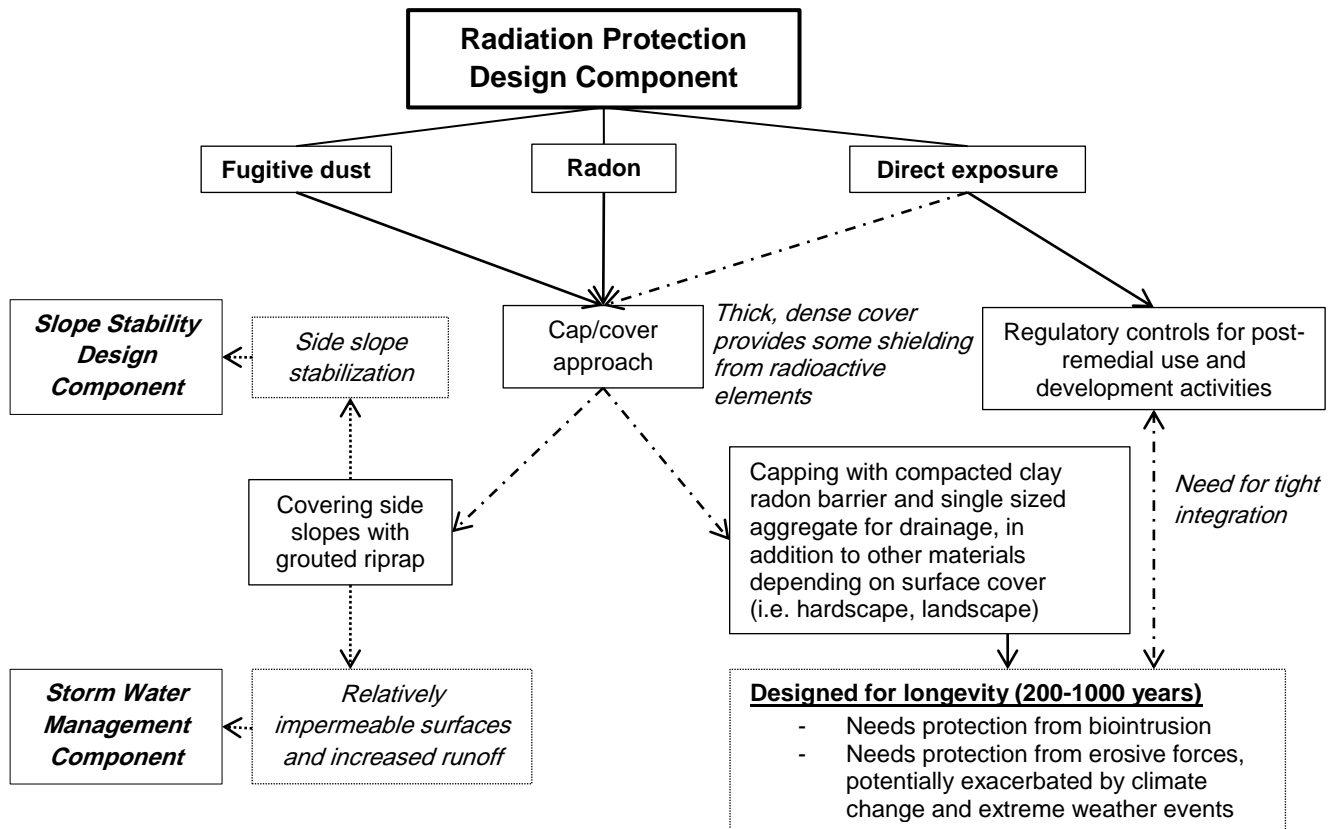 Radiation Protection
Design Component
Fugitive dust
Radon
Direct exposure
Slope Stability
Design
Component
Side slope
stabilization
Cap/cover
approach
Thick, dense cover
provides some shielding
from radioactive
elements
Regulatory controls for post-
remedial use and
development activities
Covering side
slopes with
grouted riprap
Capping with compacted clay
radon barrier and single sized
aggregate for drainage, in
addition to other materials
depending on surface cover
(i.e. hardscape, landscape)
Need for tight
integration
Storm Water
Management
Component
Relatively
impermeable surfaces
and increased runoff
Designed for longevity (200-1000 years)
- Needs protection from biointrusion
- Needs protection from erosive forces,
potentially exacerbated by climate
change and extreme weather events